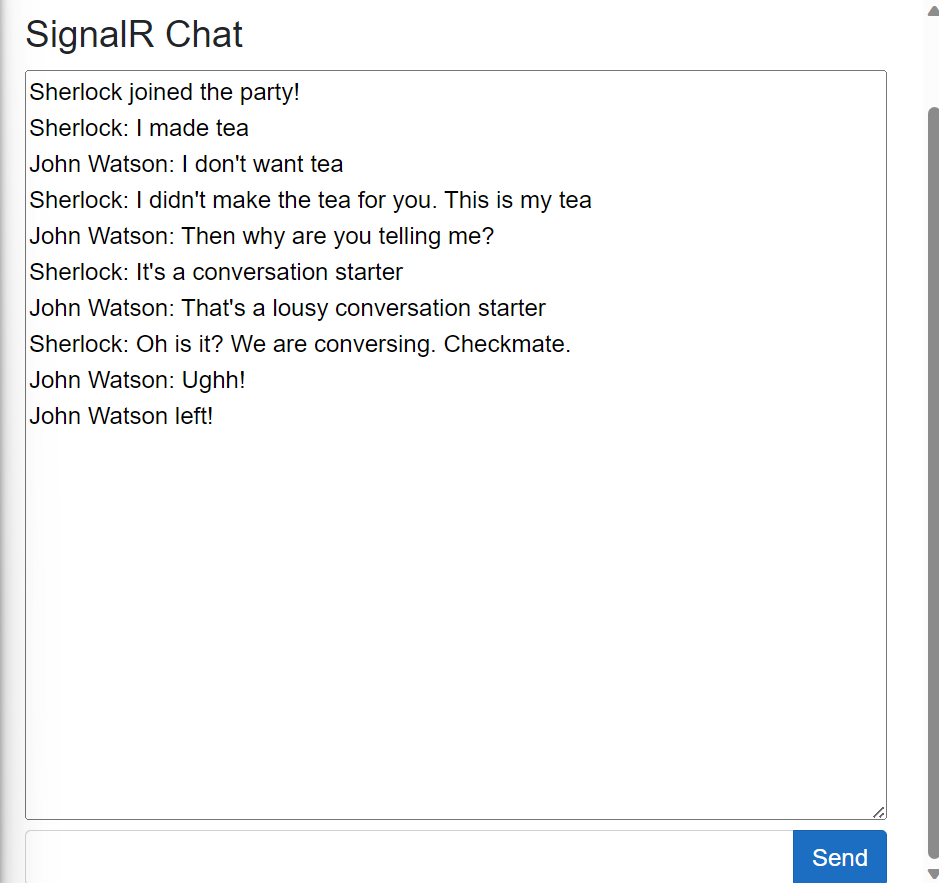 SignalR Chat
Sherlock joined the party!
Sherlock: I made tea
John Watson: I don't want tea
Sherlock: I didn't make the tea for you. This is my tea
John Watson: Then why are you telling me?
Sherlock: It's a conversation starter
John Watson: That's a lousy conversation starter
Sherlock: Oh is it? We are conversing. Checkmate.
John Watson: Ughh!
John Watson left!
Send